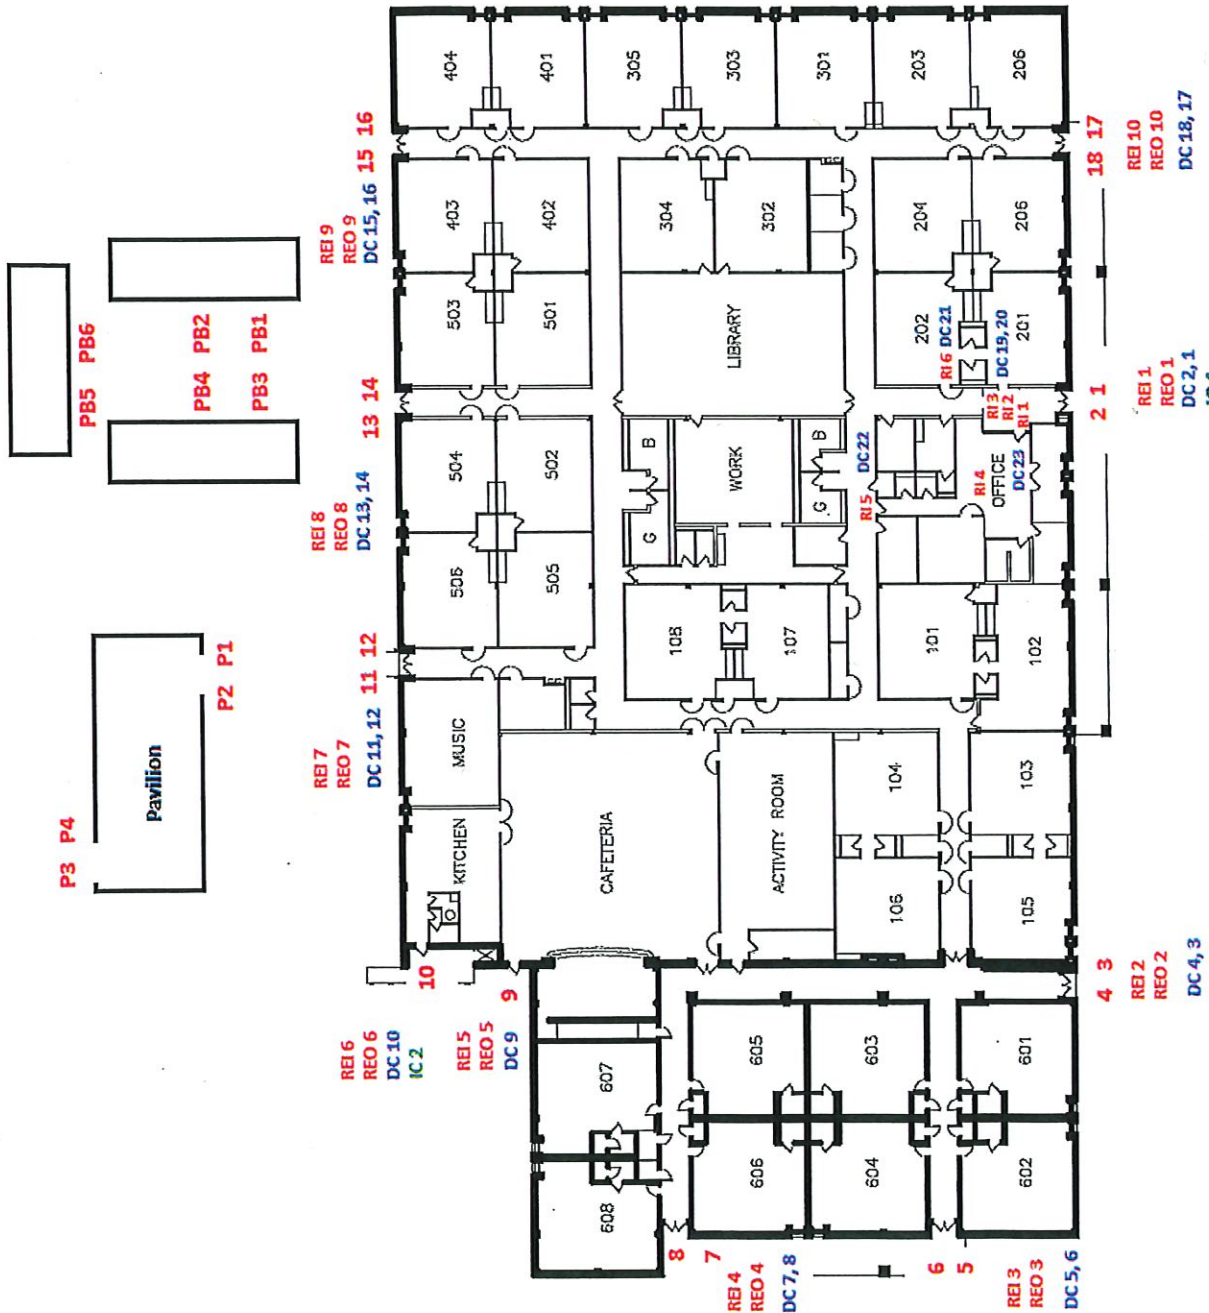 P3 P4
Pavilion
P2 P1
PB5 PB6
PB4 PB2
PB3 PB1
REI 6
REO 6
DC 10
IC 2
10
REI 5
REO 5
DC 9
9
REI 7
REO 7
DC 11, 12
11 12
REI 8
REO 8
DC 13, 14
13 14
REI 9
REO 9
DC 15, 16
15 16
KITCHEN
MUSIC
506
504
503
403
404
505
502
501
402
401
608
607
CAFETERIA
108
G
B
304
305
WORK
LIBRARY
303
606
605
ACTIVITY ROOM
107
G
B
302
301
8
7
REI 4
REO 4
DC 7, 8
604
603
106
104
101
RI 5
DC 22
202
204
203
RI 6
DC 21
DC 19, 20
6
5
REI 3
REO 3
DC 5, 6
602
601
105
103
102
OFFICE
RI 4
DC 23
RI 3
RI 2
RI 1
201
206
206
4 3
REI 2
REO 2
DC 4, 3
2 1
REI 1
REO 1
DC 2, 1
18 17
REI 10
REO 10
DC 18, 17